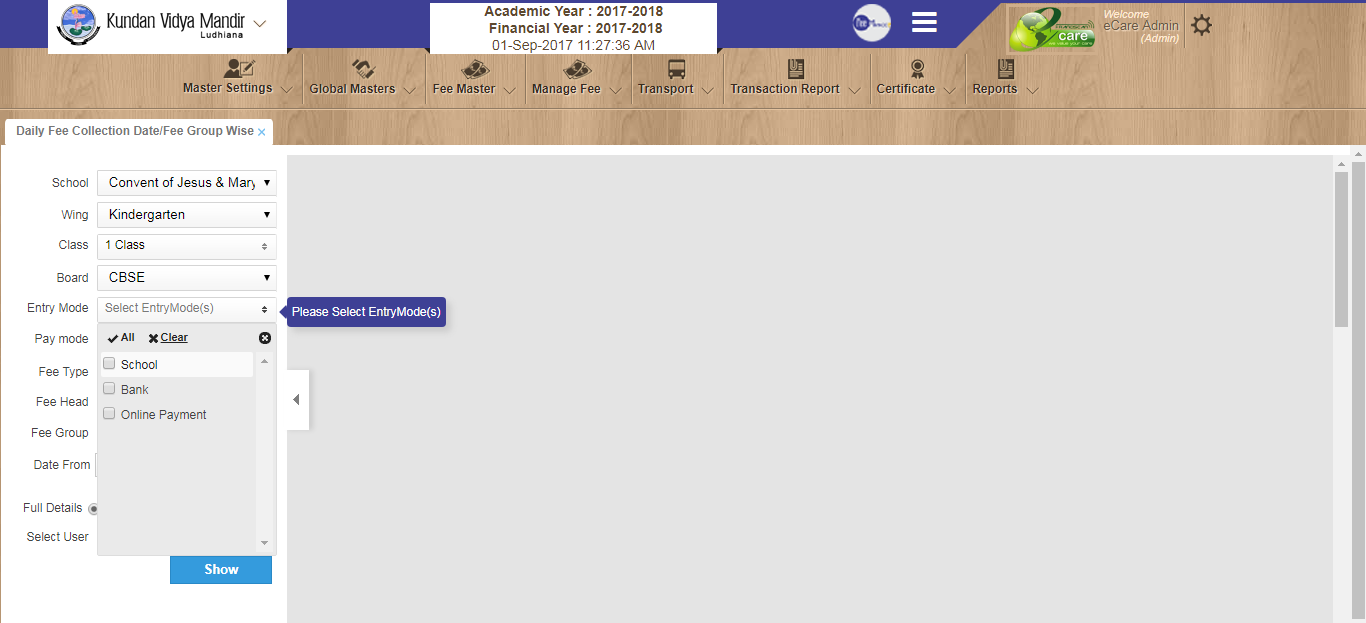 Kundan Vidya Mandir
Ludhiana
Academic Year : 2017-2018
Financial Year : 2017-2018
01-Sep-2017 11:27:36 AM
care
Welcome
eCare Admin
(Admin)
Master Settings
Global Masters
Fee Master
Manage Fee
Transport
Transaction Report
Certificate
Reports
Daily Fee Collection Date/Fee Group Wise ×
School Convent of Jesus & Mary
Wing Kindergarten
Class 1 Class
Board CBSE
Entry Mode Select EntryMode(s)
Please Select EntryMode(s)
Pay mode
All Clear
School
Fee Type
Bank
Fee Head
Online Payment
Fee Group
Date From
Full Details
Select User
Show